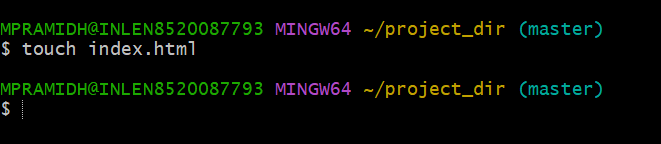 MPRAMIDH@INLEN8520087793 MINGW64 ~/project_dir (master)
$ touch index.html
MPRAMIDH@INLEN8520087793 MINGW64 ~/project_dir (master)
$